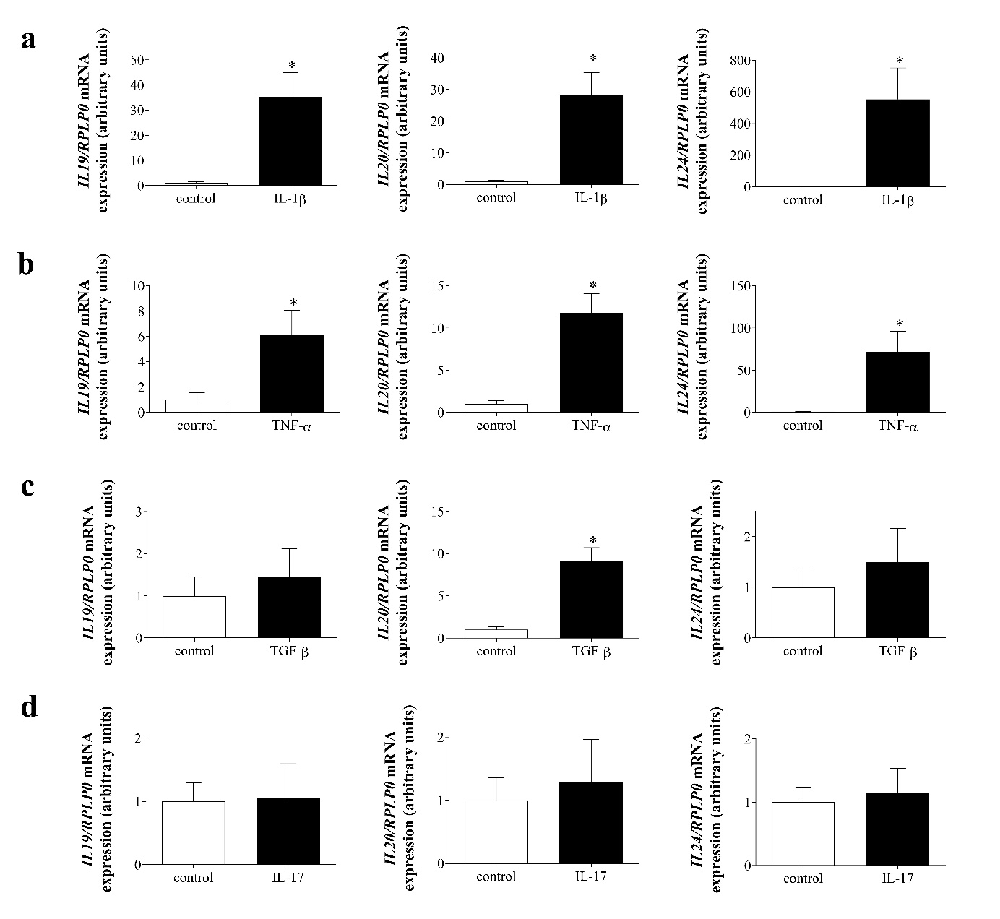 a
IL19/RPLP0 mRNA
expression (arbitrary units)
50
40
30
20
10
0
control
IL-1β
*
IL20/RPLP0 mRNA
expression (arbitrary units)
40
30
20
10
0
control
IL-1β
*
IL24/RPLP0 mRNA
expression (arbitrary units)
800
600
400
200
0
control
IL-1β
*
b
IL19/RPLP0 mRNA
expression (arbitrary units)
10
8
6
4
2
0
control
TNF-α
*
IL20/RPLP0 mRNA
expression (arbitrary units)
15
10
5
0
control
TNF-α
*
IL24/RPLP0 mRNA
expression (arbitrary units)
150
100
50
0
control
TNF-α
*
c
IL19/RPLP0 mRNA
expression (arbitrary units)
3
2
1
0
control
TGF-β
IL20/RPLP0 mRNA
expression (arbitrary units)
15
10
5
0
control
TGF-β
*
IL24/RPLP0 mRNA
expression (arbitrary units)
2
1
0
control
TGF-β
d
IL19/RPLP0 mRNA
expression (arbitrary units)
2
1
0
control
IL-17
IL20/RPLP0 mRNA
expression (arbitrary units)
2
1
0
control
IL-17
IL24/RPLP0 mRNA
expression (arbitrary units)
2
1
0
control
IL-17